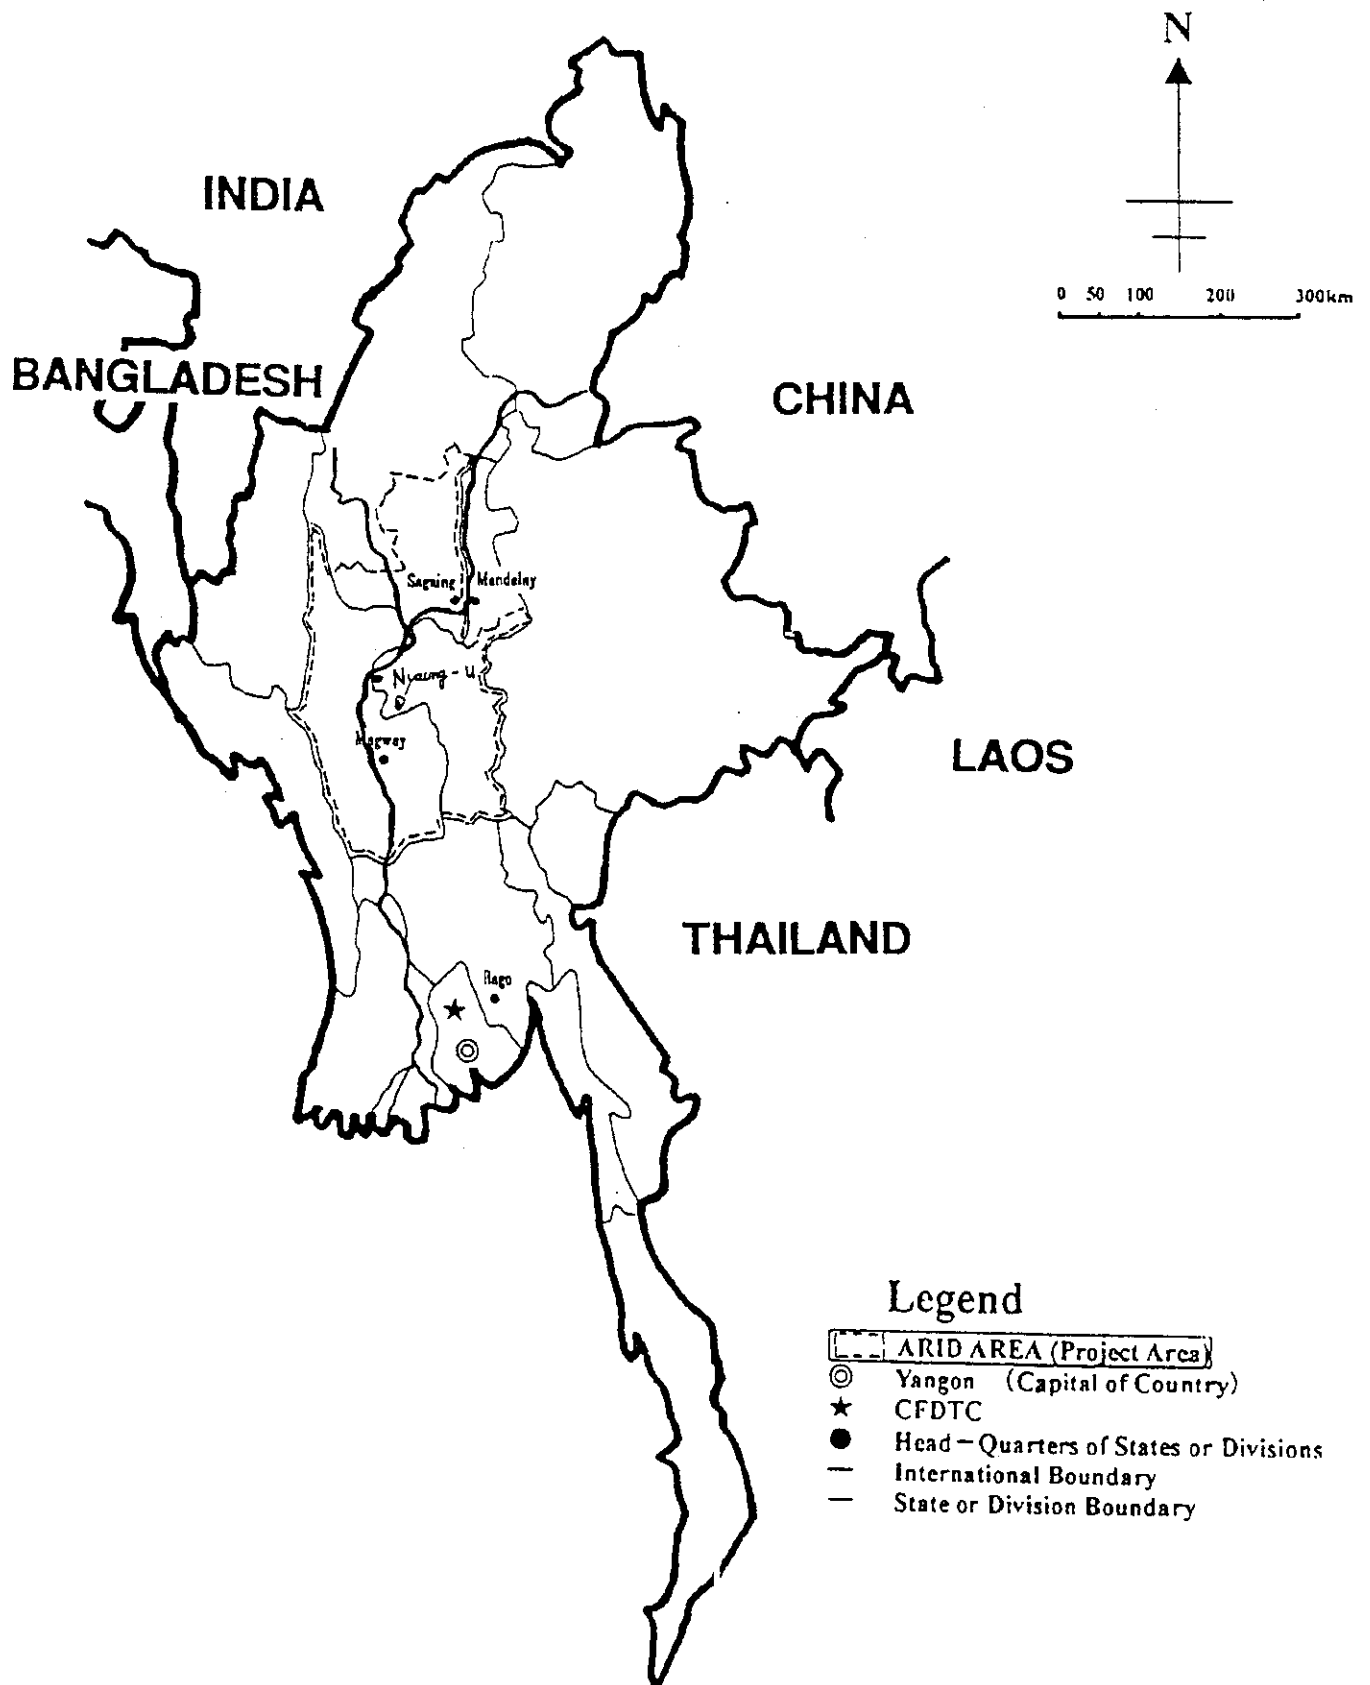 N
INDIA
0 50 100 200 300km
BANGLADESH
CHINA
Sagaing Mandalay
Nyaung-U
Magway
LAOS
THAILAND
Bago
Legend
ARID AREA (Project Area)
Yangon (Capital of Country)
CFDTC
Head-Quarters of States or Divisions
International Boundary
State or Division Boundary